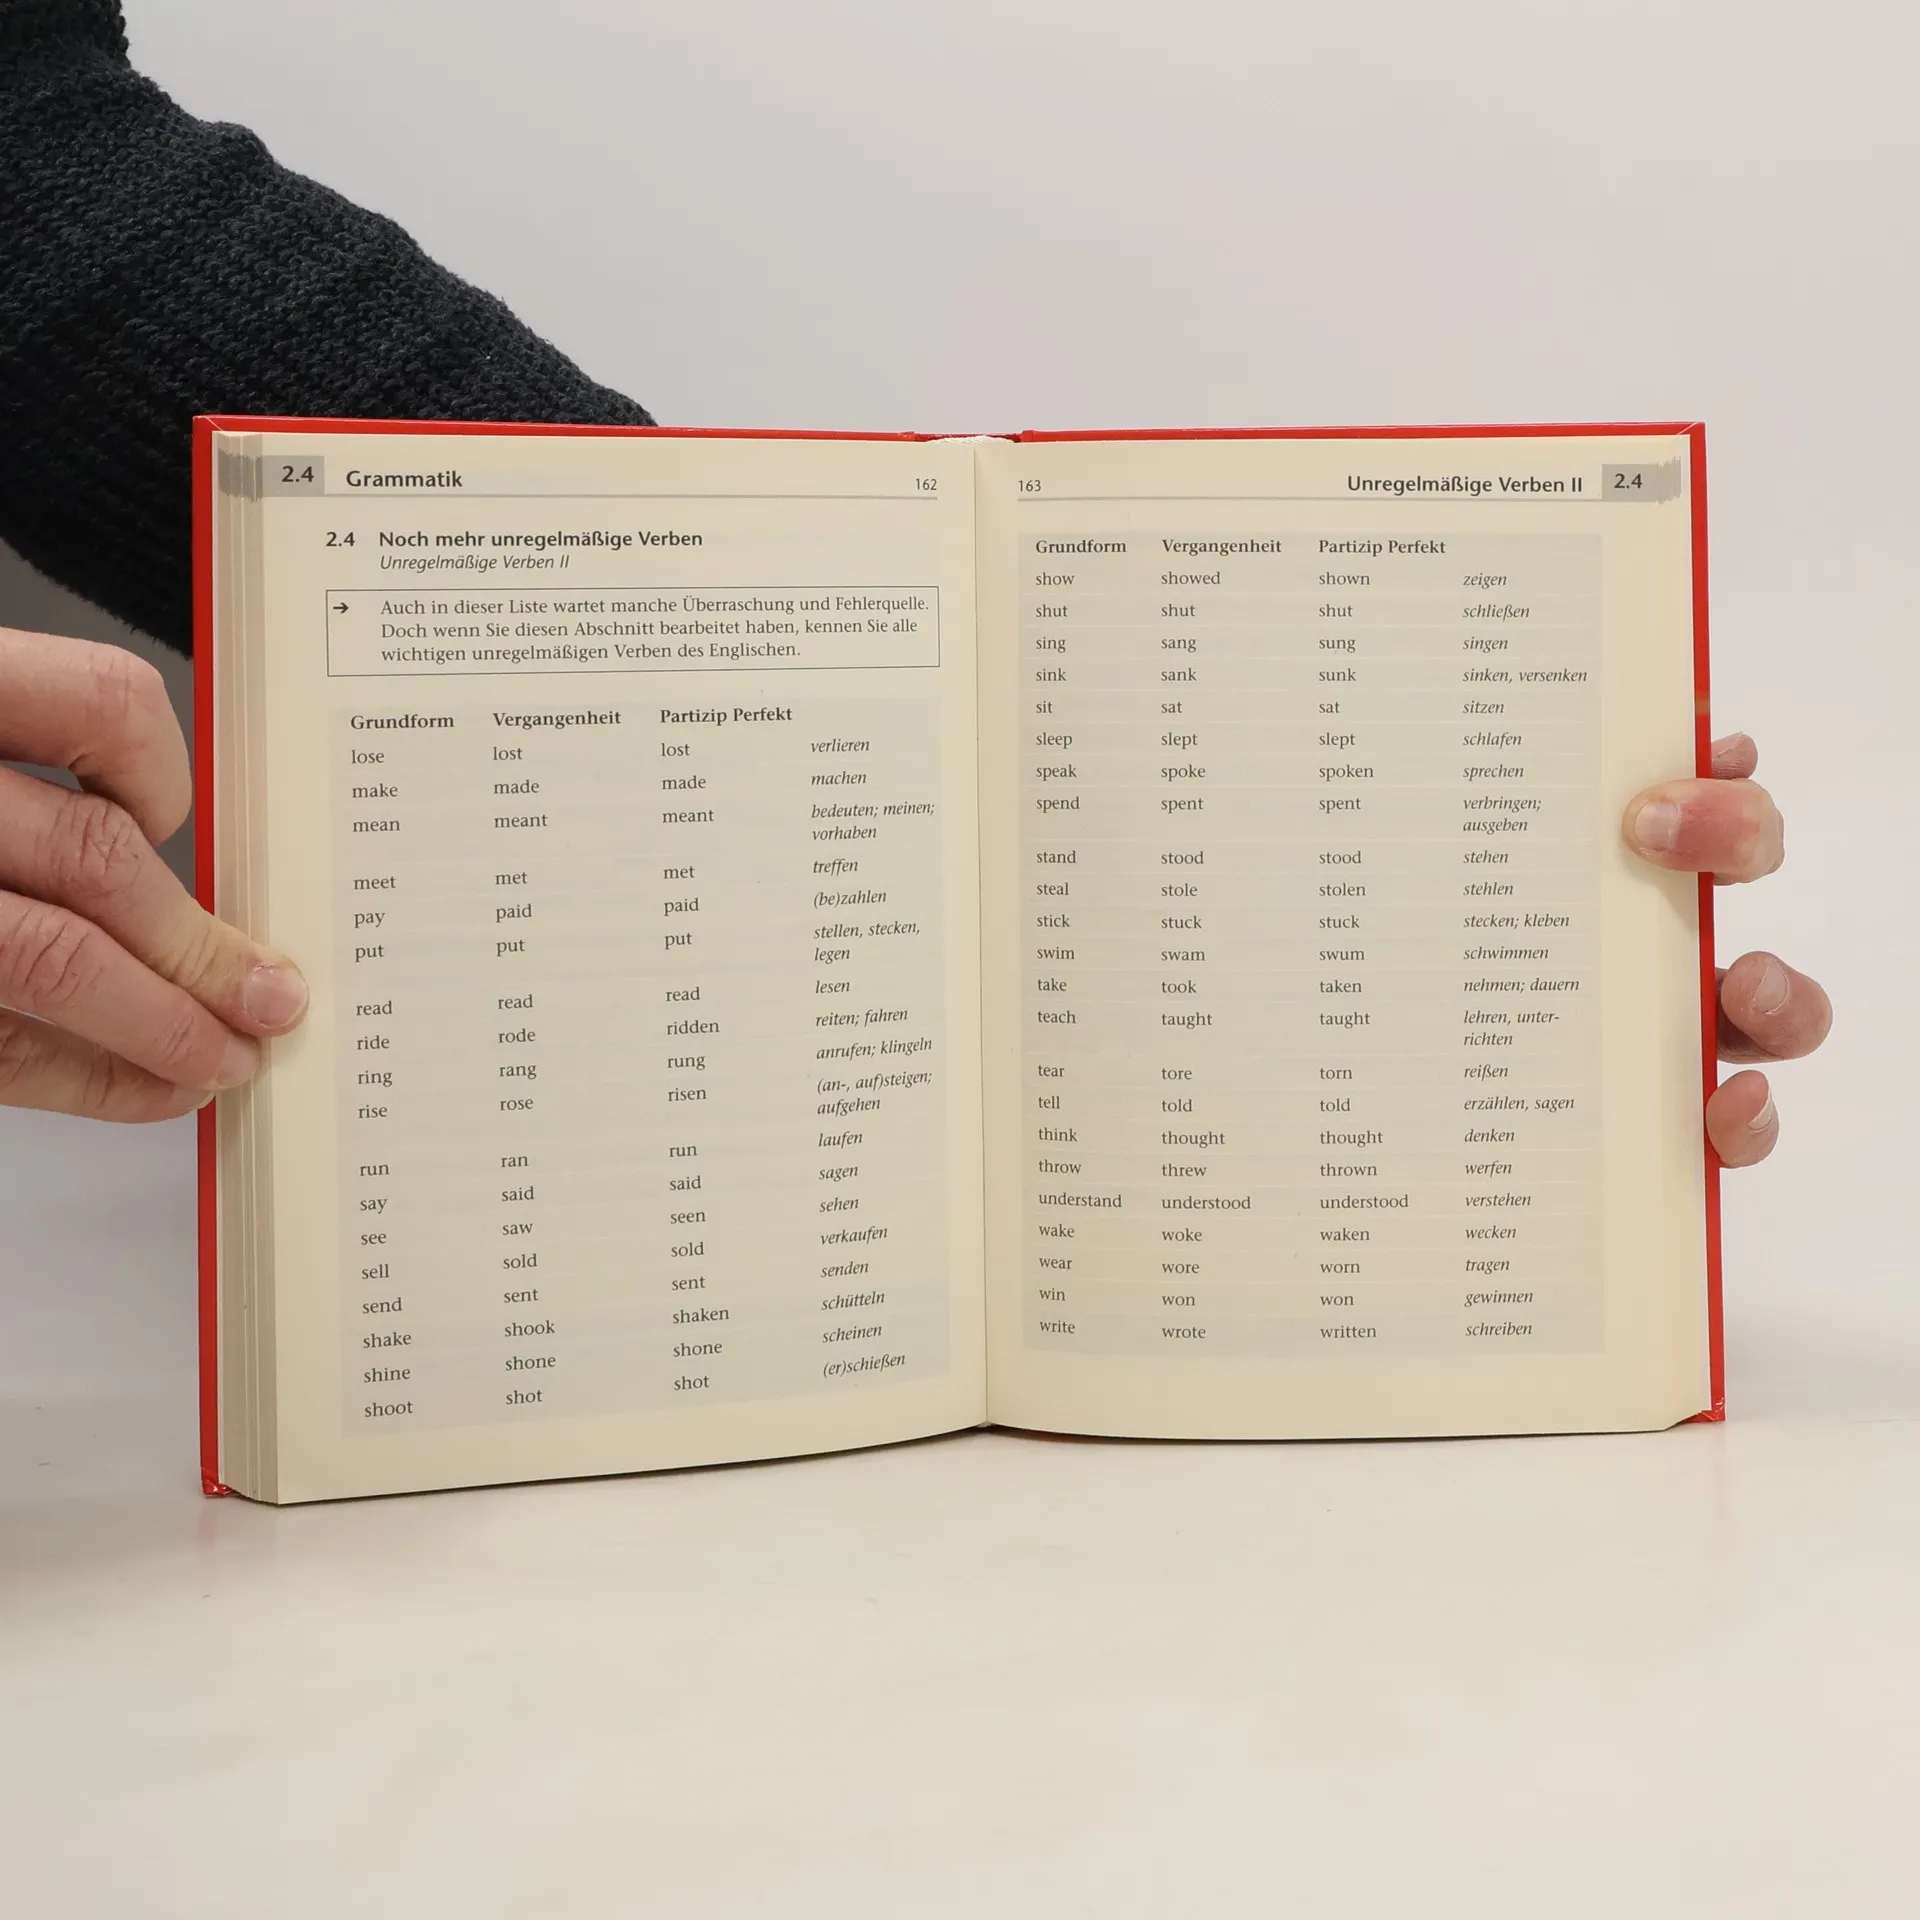 2.4 Grammatik 162
2.4 Noch mehr unregelmäßige Verben
Unregelmäßige Verben II
→ Auch in dieser Liste wartet manche Überraschung und Fehlerquelle.
Doch wenn Sie diesen Abschnitt bearbeitet haben, kennen Sie alle
wichtigen unregelmäßigen Verben des Englischen.
Grundform Vergangenheit Partizip Perfekt
lose lost lost verlieren
make made made machen
mean meant meant bedeuten; meinen;
vorhaben
meet met met treffen
pay paid paid (be)zahlen
put put put stellen, stecken,
legen
read read read lesen
ride rode ridden reiten; fahren
ring rang rung anrufen; klingeln
rise rose risen (an-, auf)steigen;
aufgehen
run ran run laufen
say said said sagen
see saw seen sehen
sell sold sold verkaufen
send sent sent senden
shake shook shaken schütteln
shine shone shone scheinen
shoot shot shot (er)schießen
163 Unregelmäßige Verben II 2.4
Grundform Vergangenheit Partizip Perfekt
show showed shown zeigen
shut shut shut schließen
sing sang sung singen
sink sank sunk sinken, versenken
sit sat sat sitzen
sleep slept slept schlafen
speak spoke spoken sprechen
spend spent spent verbringen;
ausgeben
stand stood stood stehen
steal stole stolen stehlen
stick stuck stuck stecken; kleben
swim swam swum schwimmen
take took taken nehmen; dauern
teach taught taught lehren, unter-
richten
tear tore torn reißen
tell told told erzählen, sagen
think thought thought denken
throw threw thrown werfen
understand understood understood verstehen
wake woke waken wecken
wear wore worn tragen
win won won gewinnen
write wrote written schreiben